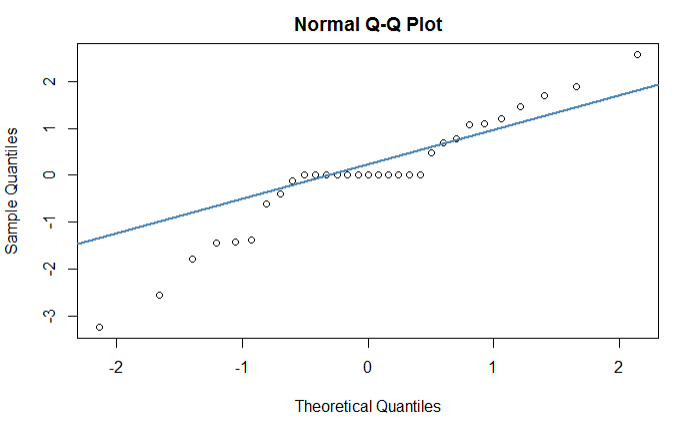 Normal Q-Q Plot
Sample Quantiles
2
1
0
-1
-2
-3
-2 -1 0 1 2
Theoretical Quantiles